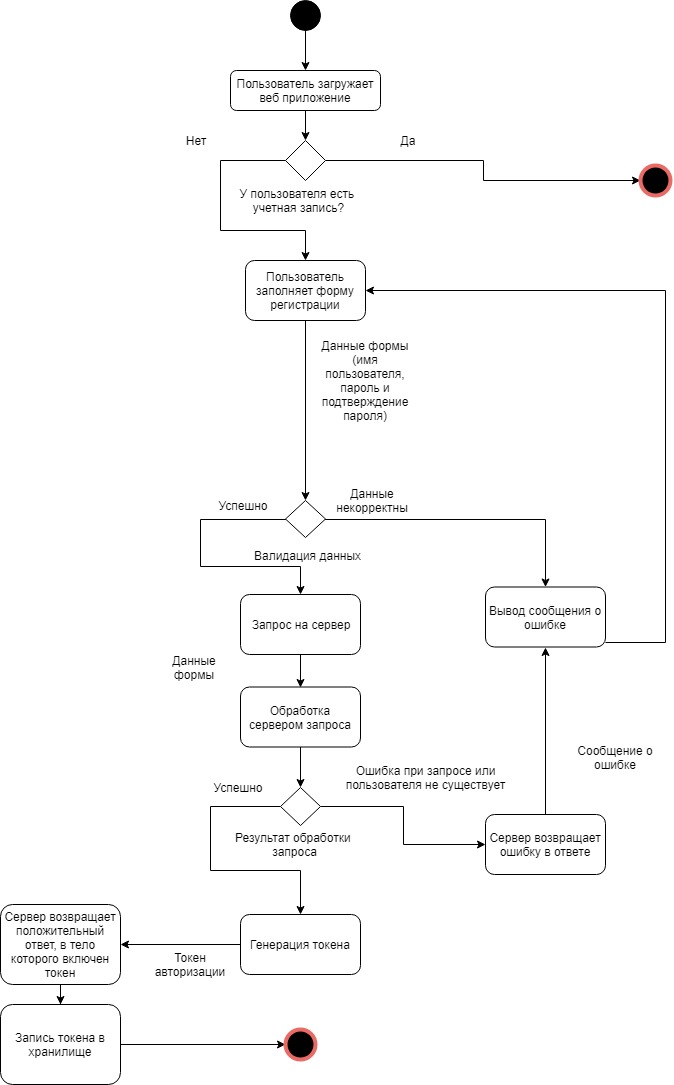 Пользователь загружает
веб приложение
Нет
Да
У пользователя есть
учетная запись?
Пользователь
заполняет форму
регистрации
Данные формы
(имя
пользователя,
пароль и
подтверждение
пароля)
Успешно
Данные
некорректны
Валидация данных
Запрос на сервер
Вывод сообщения о
ошибке
Данные
формы
Обработка
сервером запроса
Сообщение о
ошибке
Успешно
Ошибка при запросе или
пользователя не существует
Результат обработки
запроса
Сервер возвращает
ошибку в ответе
Сервер возвращает
положительный
ответ, в тело
которого включен
токен
Генерация токена
Токен
авторизации
Запись токена в
хранилище